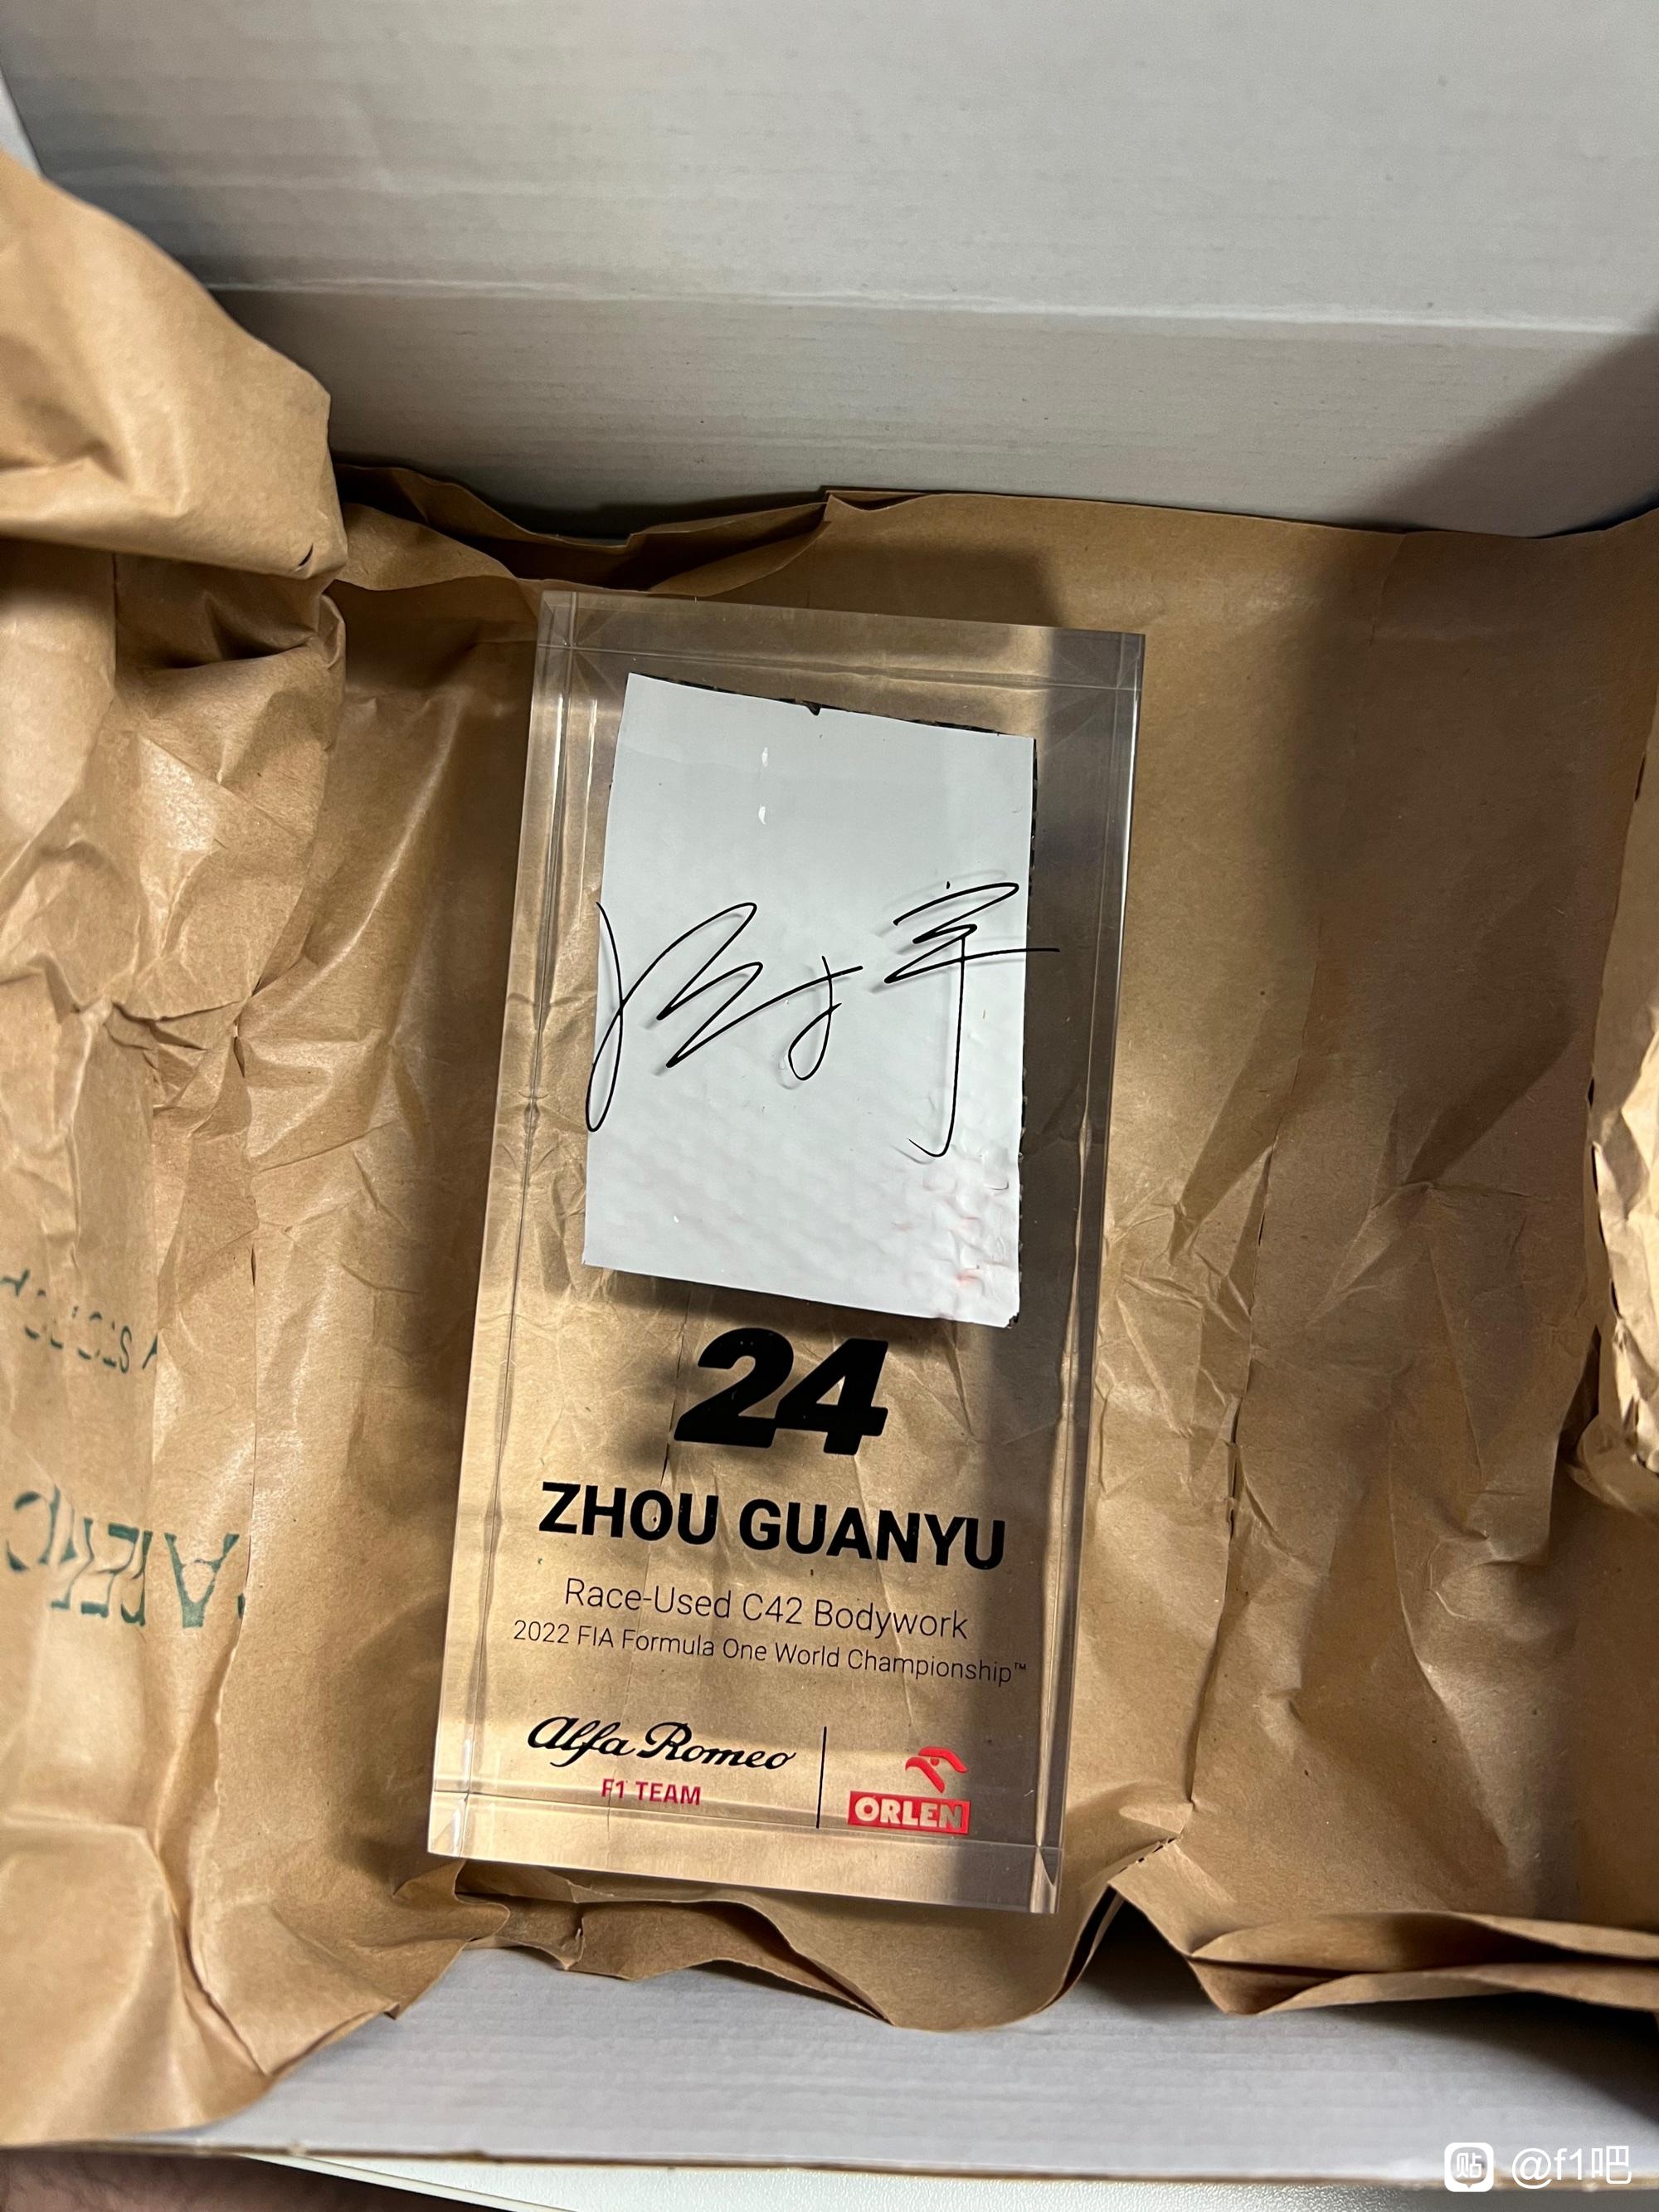 24
ZHOU GUANYU
Race-Used C42 Bodywork
2022 FIA Formula One World Championship™
Alfa Romeo
F1 TEAM
ORLEN
贴 @f1吧